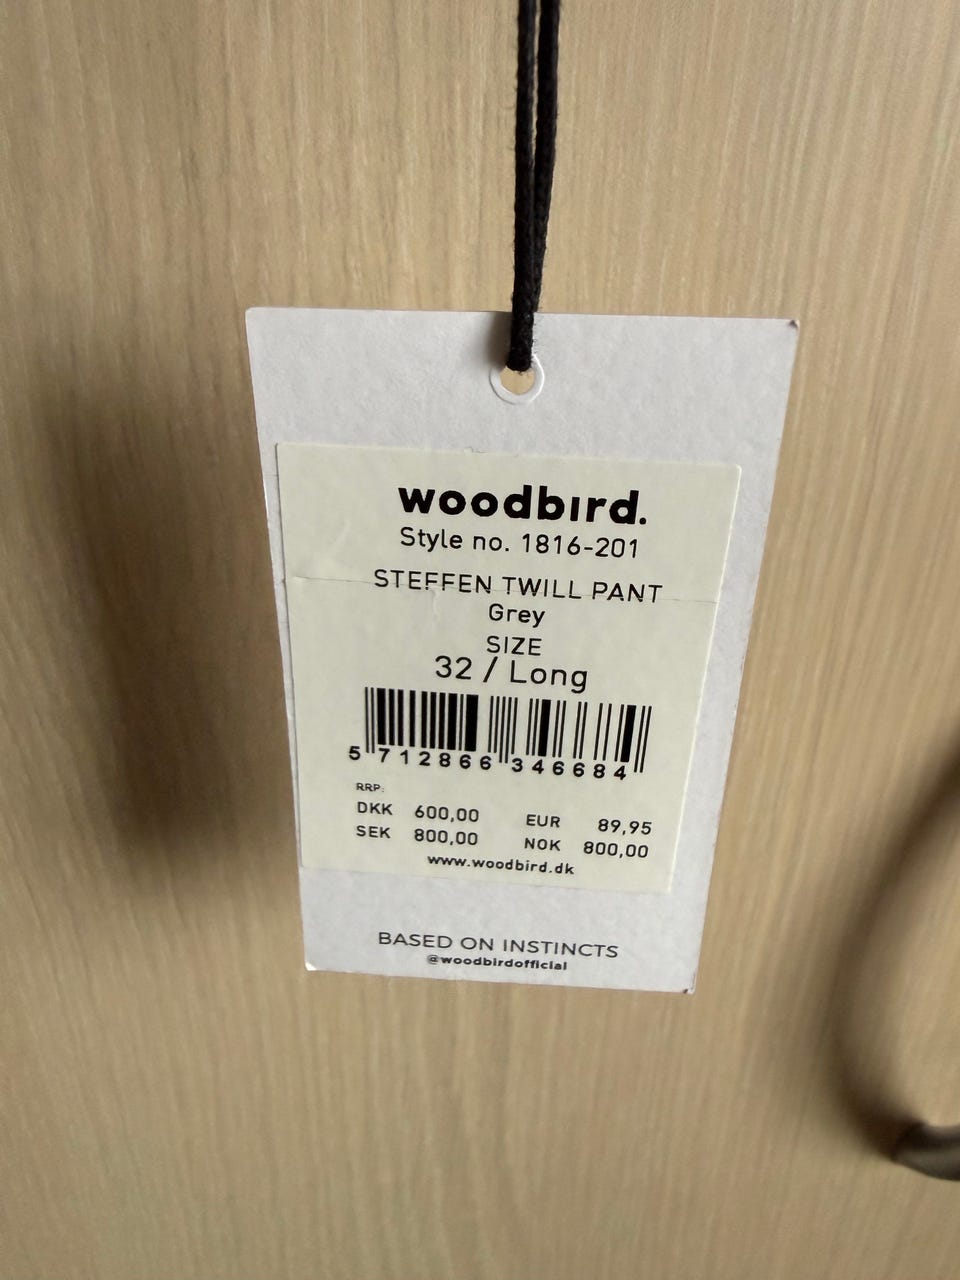 woodbird.
Style no. 1816-201
STEFFEN TWILL PANT
Grey
SIZE
32 / Long
5 712866 346684
RRP:
DKK 600,00 EUR 89,95
SEK 800,00 NOK 800,00
www.woodbird.dk
BASED ON INSTINCTS
@woodbirdofficial